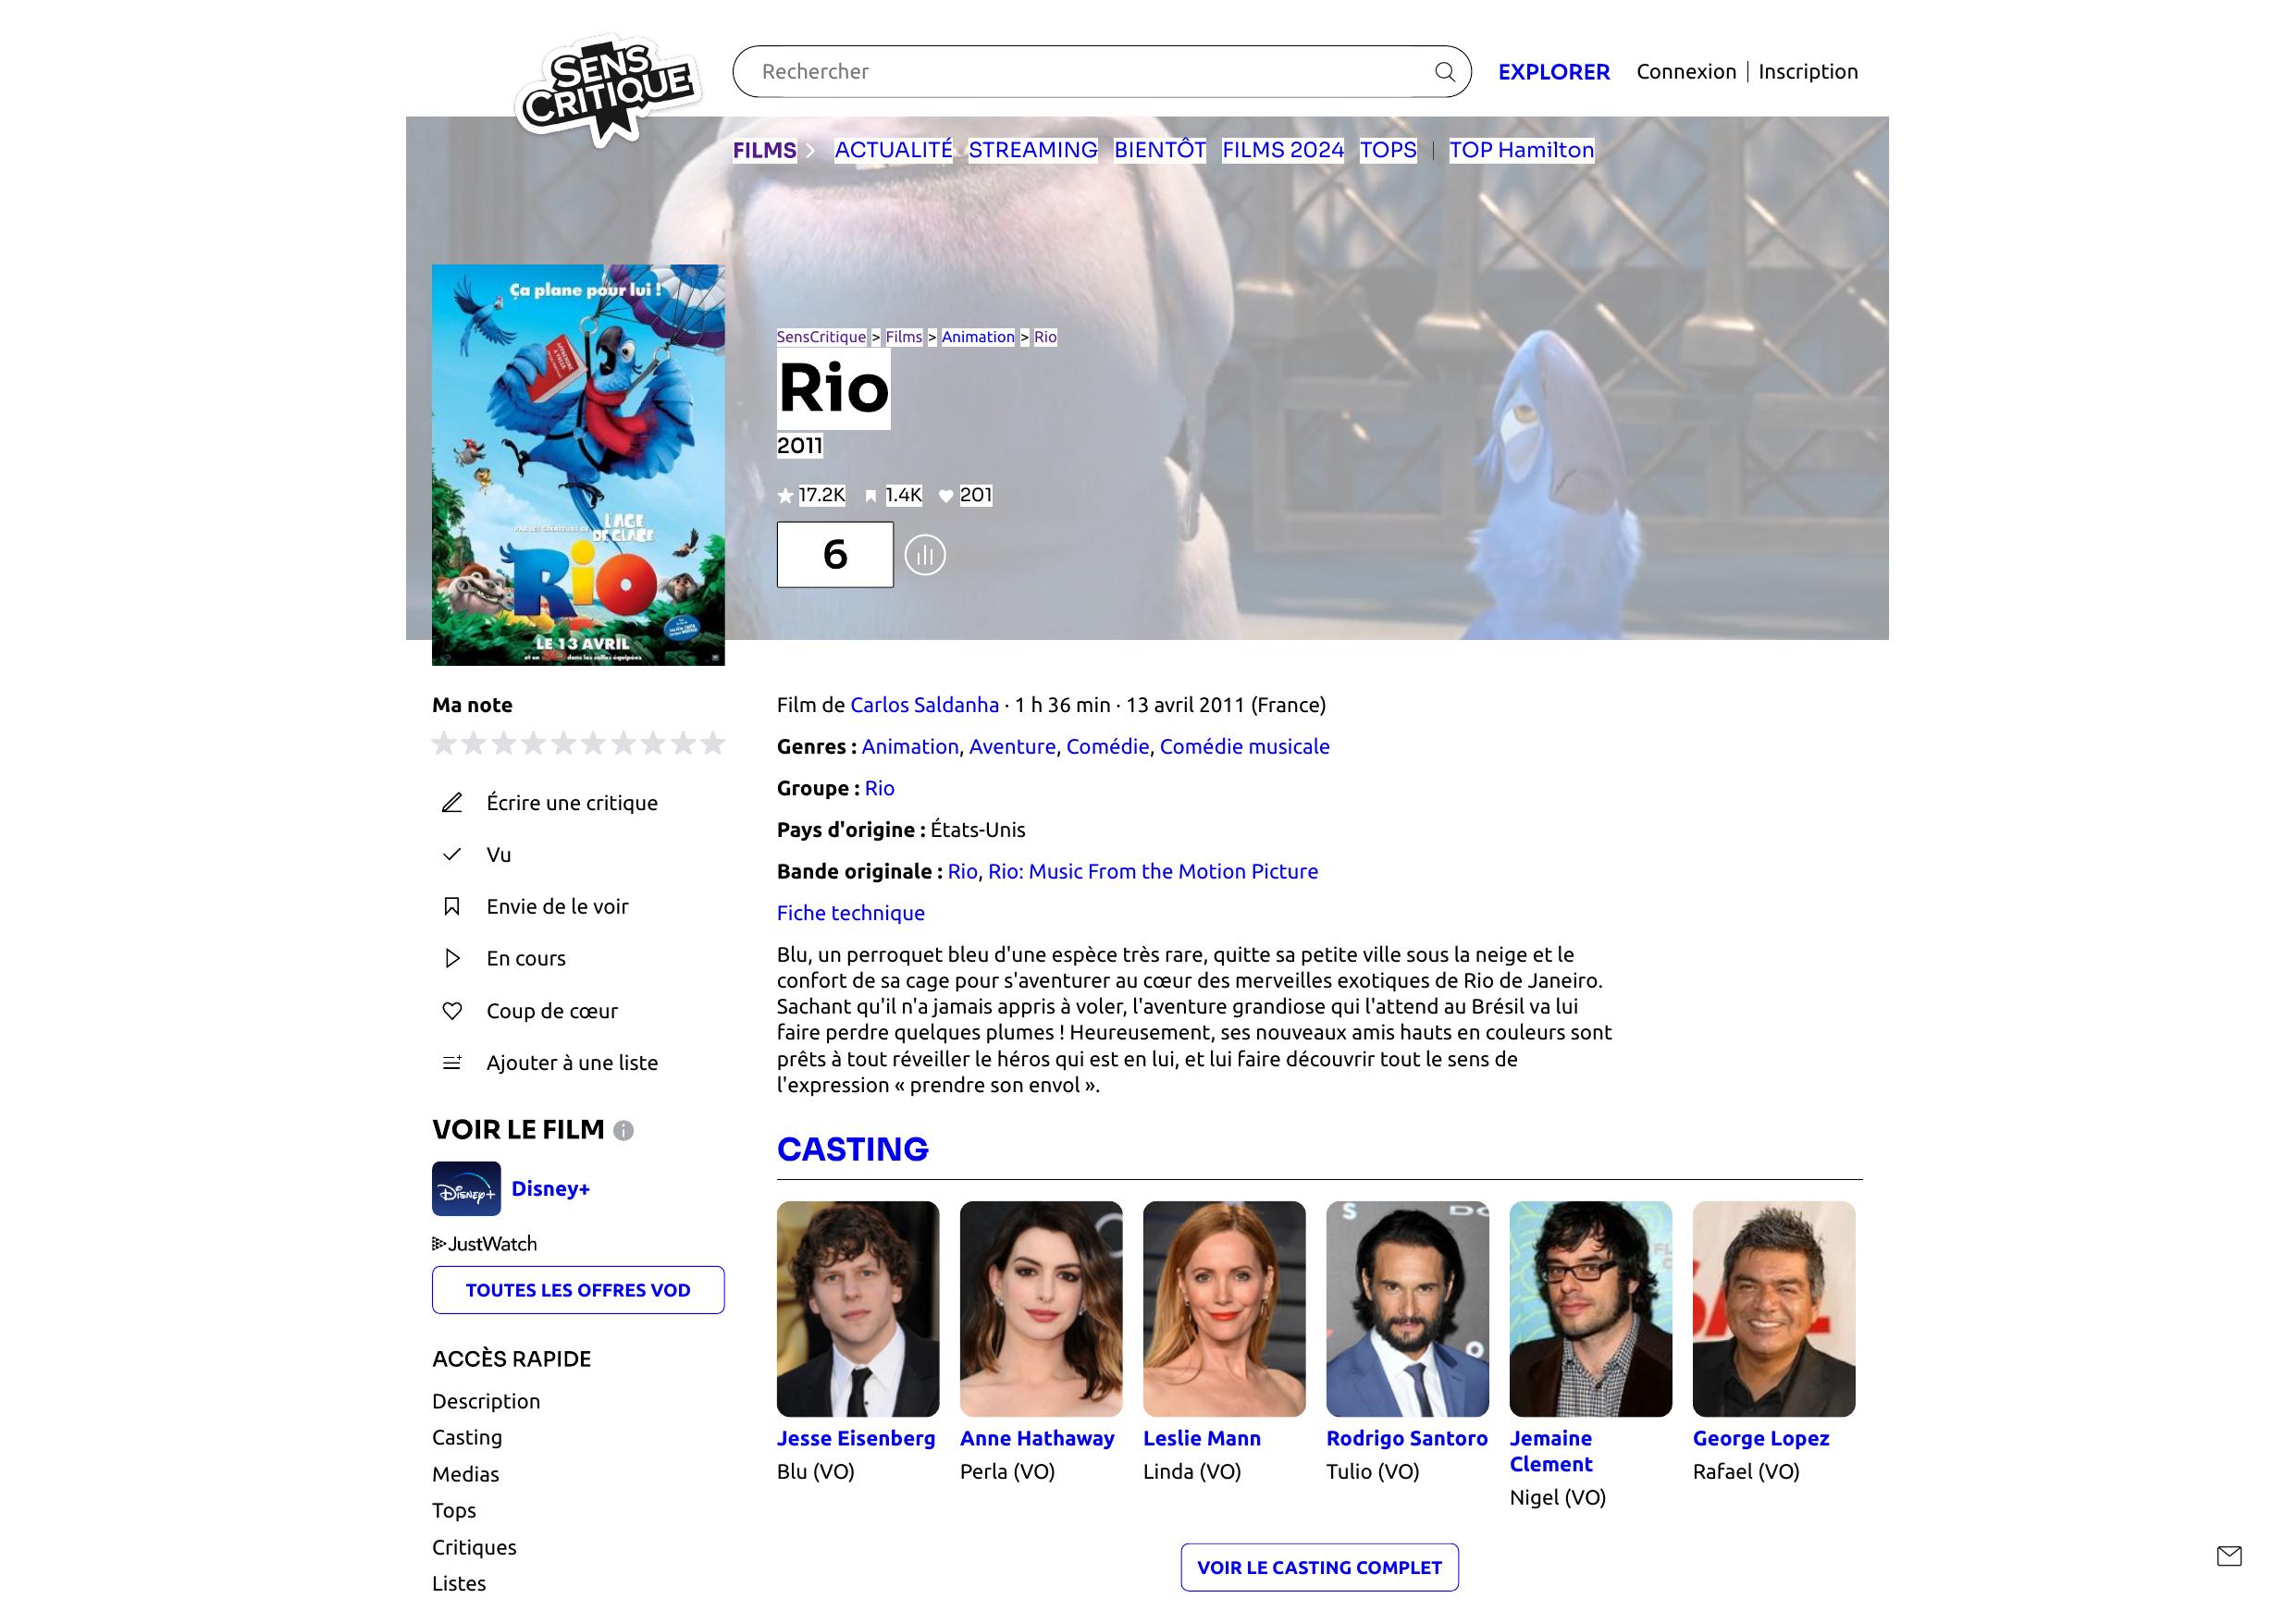 SENS CRITIQUE
Rechercher
EXPLORER
Connexion | Inscription
FILMS
ACTUALITÉ
STREAMING
BIENTÔT
FILMS 2024
TOPS
TOP Hamilton
Ça plane pour lui !
PAR LES CRÉATEURS DE L'AGE DE GLACE
RIO
LE 13 AVRIL
SensCritique > Films > Animation > Rio
Rio
2011
17.2K 1.4K 201
6
Ma note
Écrire une critique
Vu
Envie de le voir
En cours
Coup de cœur
Ajouter à une liste
VOIR LE FILM
Disney+
Disney+
JustWatch
TOUTES LES OFFRES VOD
ACCÈS RAPIDE
Description
Casting
Medias
Tops
Critiques
Listes
Film de Carlos Saldanha · 1 h 36 min · 13 avril 2011 (France)
Genres : Animation, Aventure, Comédie, Comédie musicale
Groupe : Rio
Pays d'origine : États-Unis
Bande originale : Rio, Rio: Music From the Motion Picture
Fiche technique
Blu, un perroquet bleu d'une espèce très rare, quitte sa petite ville sous la neige et le
confort de sa cage pour s'aventurer au cœur des merveilles exotiques de Rio de Janeiro.
Sachant qu'il n'a jamais appris à voler, l'aventure grandiose qui l'attend au Brésil va lui
faire perdre quelques plumes ! Heureusement, ses nouveaux amis hauts en couleurs sont
prêts à tout réveiller le héros qui est en lui, et lui faire découvrir tout le sens de
l'expression « prendre son envol ».
CASTING
Jesse Eisenberg
Blu (VO)
Anne Hathaway
Perla (VO)
Leslie Mann
Linda (VO)
Rodrigo Santoro
Tulio (VO)
Jemaine
Clement
Nigel (VO)
George Lopez
Rafael (VO)
VOIR LE CASTING COMPLET